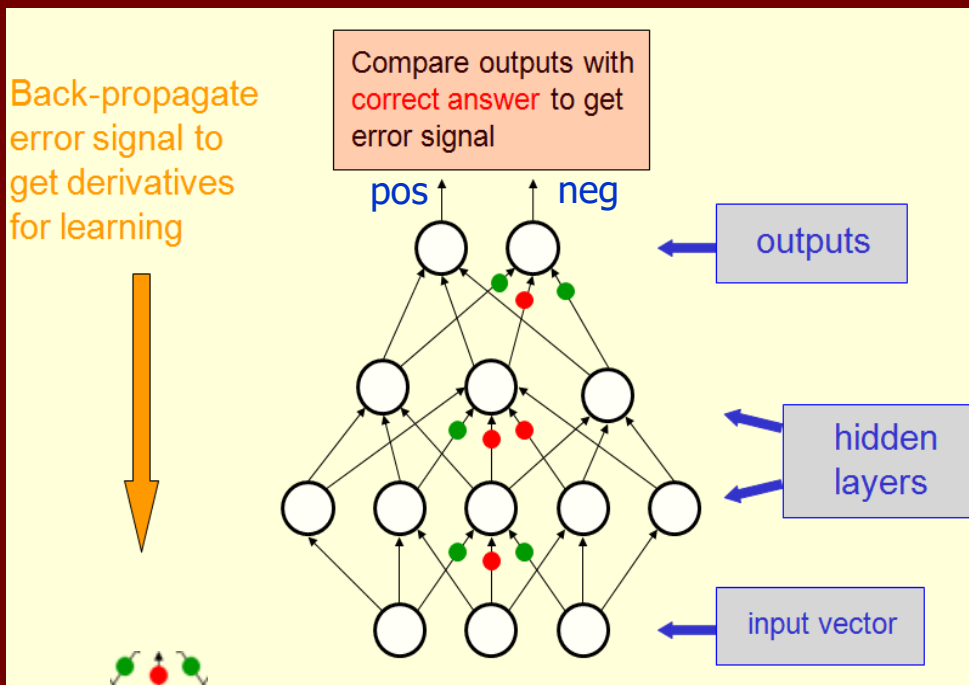 Back-propagate
error signal to
get derivatives
for learning
Compare outputs with
correct answer to get
error signal
pos
neg
outputs
hidden
layers
input vector